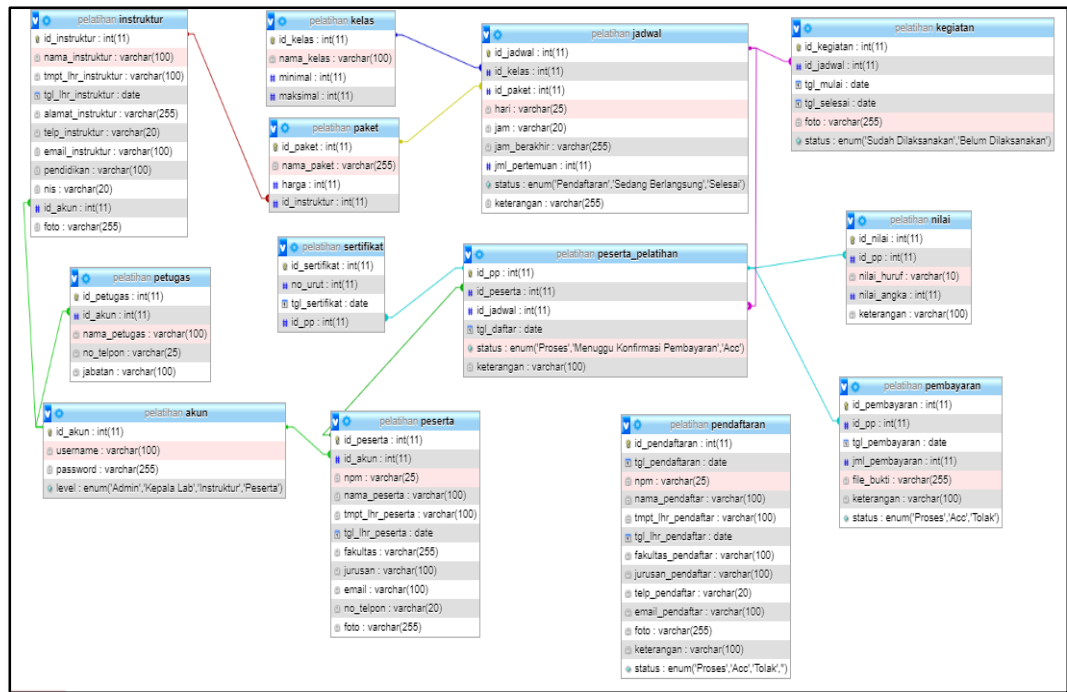 pelatihan instruktur
id_instruktur : int(11)
nama_instruktur : varchar(100)
tmpt_lhr_instruktur : varchar(100)
tgl_lhr_instruktur : date
alamat_instruktur : varchar(255)
telp_instruktur : varchar(20)
email_instruktur : varchar(100)
pendidikan : varchar(100)
nis : varchar(20)
id_akun : int(11)
foto : varchar(255)
pelatihan kelas
id_kelas : int(11)
nama_kelas : varchar(100)
minimal : int(11)
maksimal : int(11)
pelatihan jadwal
id_jadwal : int(11)
id_kelas : int(11)
id_paket : int(11)
hari : varchar(25)
jam : varchar(20)
jam_berakhir : varchar(255)
jml_pertemuan : int(11)
status : enum('Pendaftaran','Sedang Berlangsung','Selesai')
keterangan : varchar(255)
pelatihan kegiatan
id_kegiatan : int(11)
id_jadwal : int(11)
tgl_mulai : date
tgl_selesai : date
foto : varchar(255)
status : enum('Sudah Dilaksanakan','Belum Dilaksanakan')
pelatihan paket
id_paket : int(11)
nama_paket : varchar(255)
harga : int(11)
id_instruktur : int(11)
pelatihan sertifikat
id_sertifikat : int(11)
no_urut : int(11)
tgl_sertifikat : date
id_pp : int(11)
pelatihan peserta_pelatihan
id_pp : int(11)
id_peserta : int(11)
id_jadwal : int(11)
tgl_daftar : date
status : enum('Proses','Menuggu Konfirmasi Pembayaran','Acc')
keterangan : varchar(100)
pelatihan nilai
id_nilai : int(11)
id_pp : int(11)
nilai_huruf : varchar(10)
nilai_angka : int(11)
keterangan : varchar(100)
pelatihan petugas
id_petugas : int(11)
id_akun : int(11)
nama_petugas : varchar(100)
no_telpon : varchar(25)
jabatan : varchar(100)
pelatihan akun
id_akun : int(11)
username : varchar(100)
password : varchar(255)
level : enum('Admin','Kepala Lab','Instruktur','Peserta')
pelatihan peserta
id_peserta : int(11)
id_akun : int(11)
npm : varchar(25)
nama_peserta : varchar(100)
tmpt_lhr_peserta : varchar(100)
tgl_lhr_peserta : date
fakultas : varchar(255)
jurusan : varchar(100)
email : varchar(100)
no_telpon : varchar(20)
foto : varchar(255)
pelatihan pendaftaran
id_pendaftaran : int(11)
tgl_pendaftaran : date
npm : varchar(25)
nama_pendaftar : varchar(100)
tmpt_lhr_pendaftar : varchar(100)
tgl_lhr_pendaftar : date
fakultas_pendaftar : varchar(100)
jurusan_pendaftar : varchar(100)
telp_pendaftar : varchar(20)
email_pendaftar : varchar(100)
foto : varchar(255)
keterangan : varchar(100)
status : enum('Proses','Acc','Tolak','')
pelatihan pembayaran
id_pembayaran : int(11)
id_pp : int(11)
tgl_pembayaran : date
jml_pembayaran : int(11)
file_bukti : varchar(255)
keterangan : varchar(100)
status : enum('Proses','Acc','Tolak')